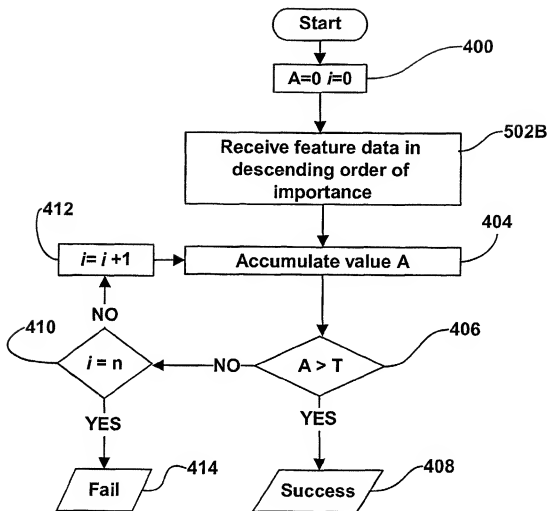 Start
400
A=0 i=0
502B
Receive feature data in
descending order of
importance
412
404
i= i +1
Accumulate value A
NO
410
406
i = n
NO
A > T
YES
YES
414
408
Fail
Success